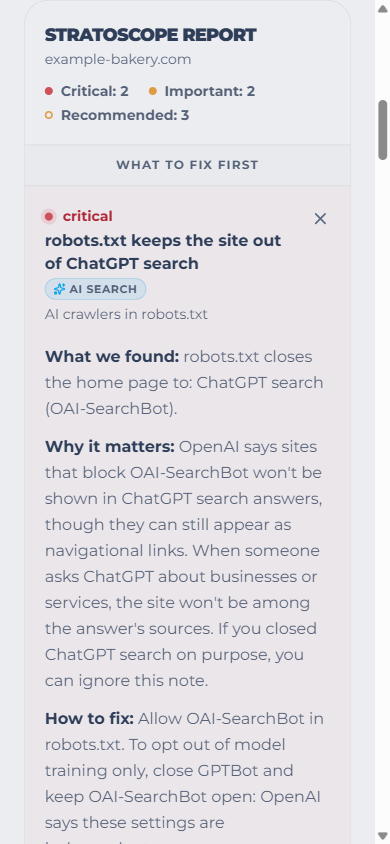 STRATOSCOPE REPORT
example-bakery.com
Critical: 2 Important: 2
Recommended: 3
WHAT TO FIX FIRST
critical
robots.txt keeps the site out
of ChatGPT search
AI SEARCH
AI crawlers in robots.txt
What we found: robots.txt closes
the home page to: ChatGPT search
(OAI-SearchBot).
Why it matters: OpenAI says sites
that block OAI-SearchBot won't be
shown in ChatGPT search answers,
though they can still appear as
navigational links. When someone
asks ChatGPT about businesses or
services, the site won't be among
the answer's sources. If you closed
ChatGPT search on purpose, you
can ignore this note.
How to fix: Allow OAI-SearchBot in
robots.txt. To opt out of model
training only, close GPTBot and
keep OAI-SearchBot open: OpenAI
says these settings are